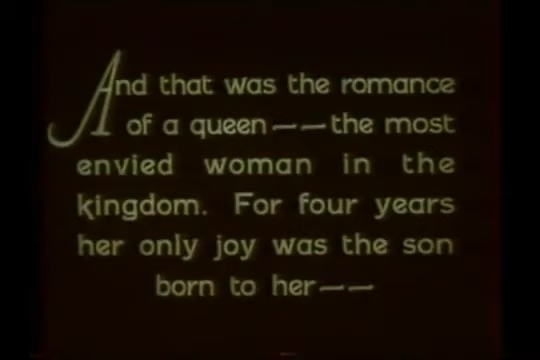 And that was the romance
of a queen——the most
envied woman in the
kingdom. For four years
her only joy was the son
born to her——